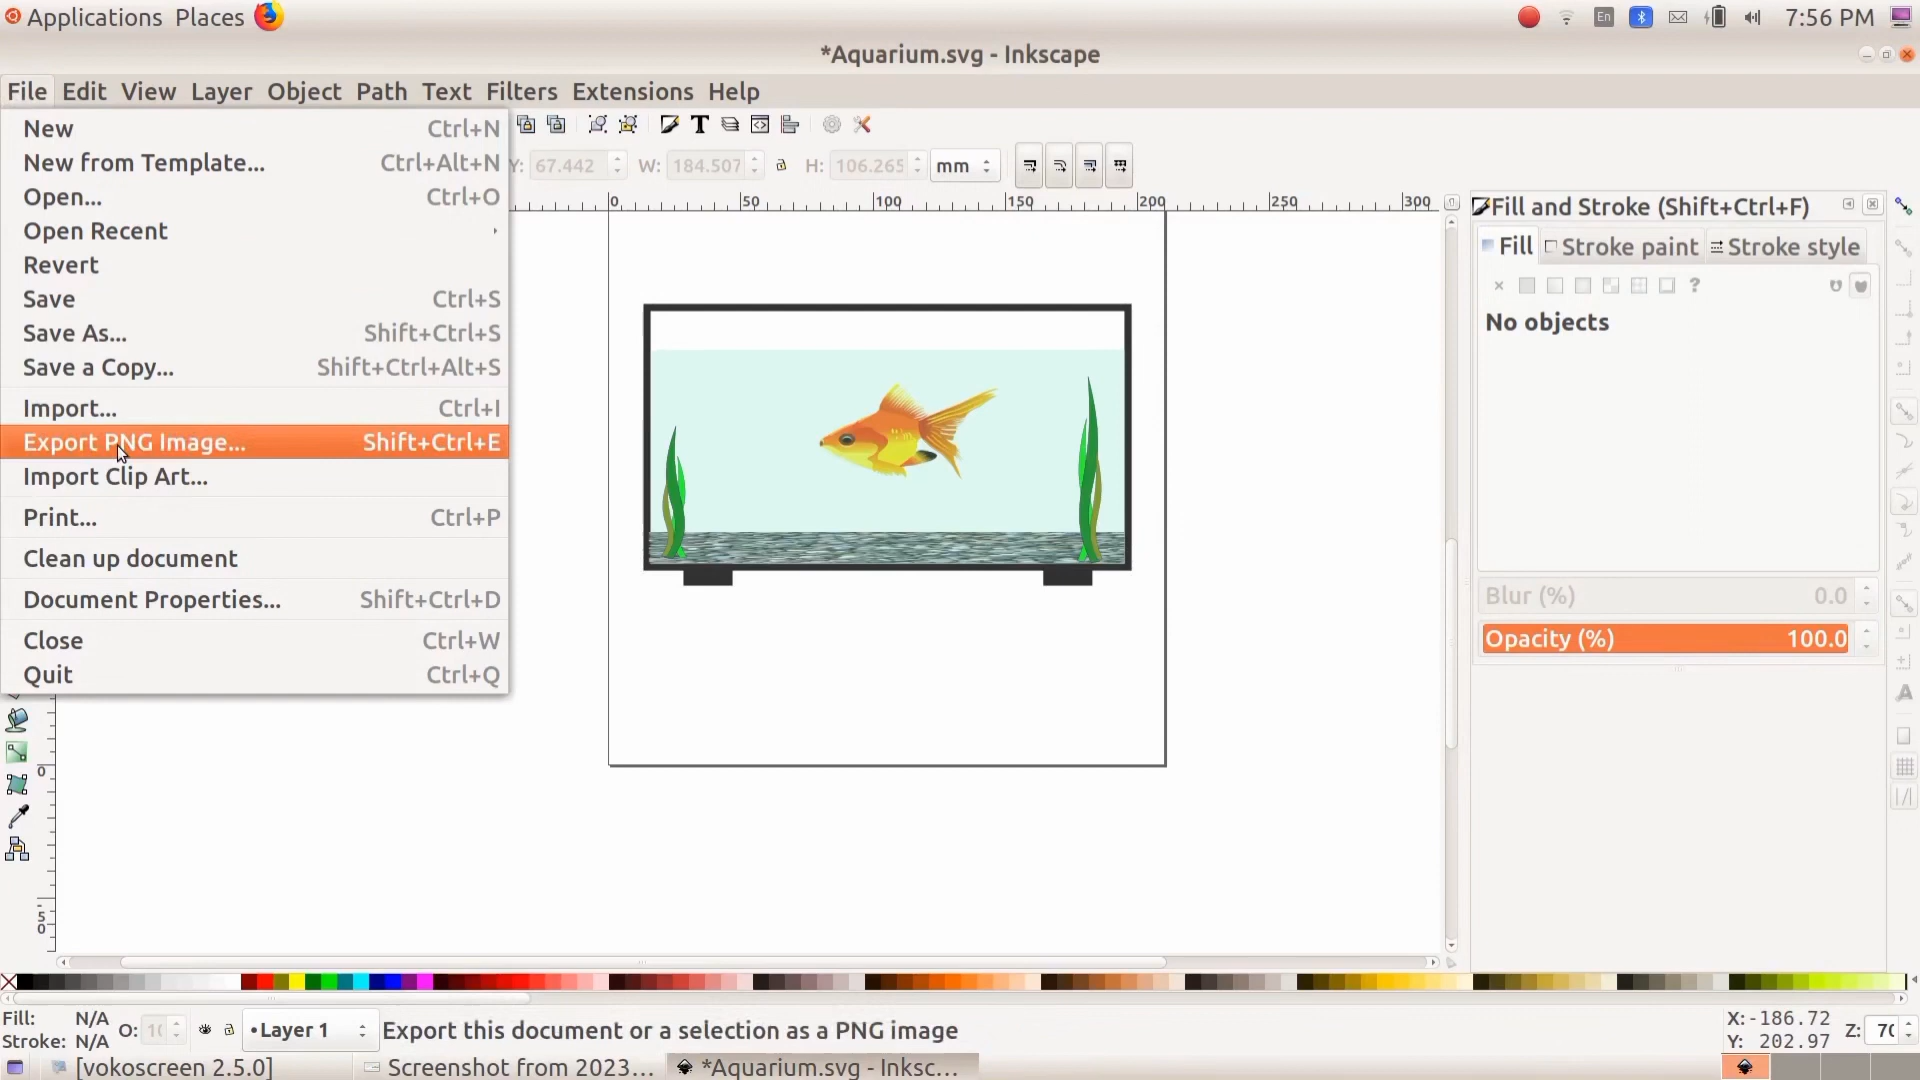 Applications Places
En 7:56 PM
*Aquarium.svg - Inkscape
File Edit View Layer Object Path Text Filters Extensions Help
New Ctrl+N
New from Template... Ctrl+Alt+N
Y: 67.442 W: 184.507 H: 106.265 mm
Open... Ctrl+O
0 50 100 150 200 250 300
Fill and Stroke (Shift+Ctrl+F)
Open Recent
Fill Stroke paint Stroke style
Revert
?
Save Ctrl+S
No objects
Save As... Shift+Ctrl+S
Save a Copy... Shift+Ctrl+Alt+S
Import... Ctrl+I
Export PNG Image... Shift+Ctrl+E
Import Clip Art...
Print... Ctrl+P
Clean up document
Document Properties... Shift+Ctrl+D
Blur (%) 0.0
Close Ctrl+W
Opacity (%) 100.0
Quit Ctrl+Q
0
-50
Fill: N/A
Stroke: N/A
O: 10
•Layer 1
Export this document or a selection as a PNG image
X: -186.72
Y: 202.97
Z: 70
[vokoscreen 2.5.0] Screenshot from 2023... *Aquarium.svg - Inksc...